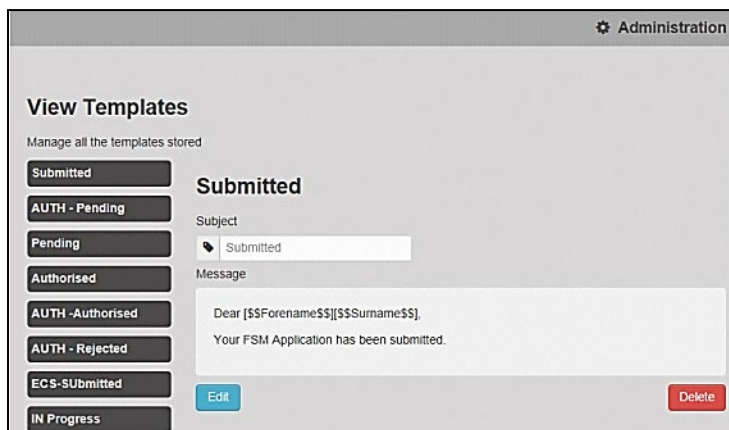 Administration
View Templates
Manage all the templates stored
Submitted
AUTH - Pending
Pending
Authorised
AUTH -Authorised
AUTH - Rejected
ECS-SUbmitted
IN Progress
Submitted
Subject
Submitted
Message
Dear [$$Forename$$][$$Surname$$],
Your FSM Application has been submitted.
Edit
Delete